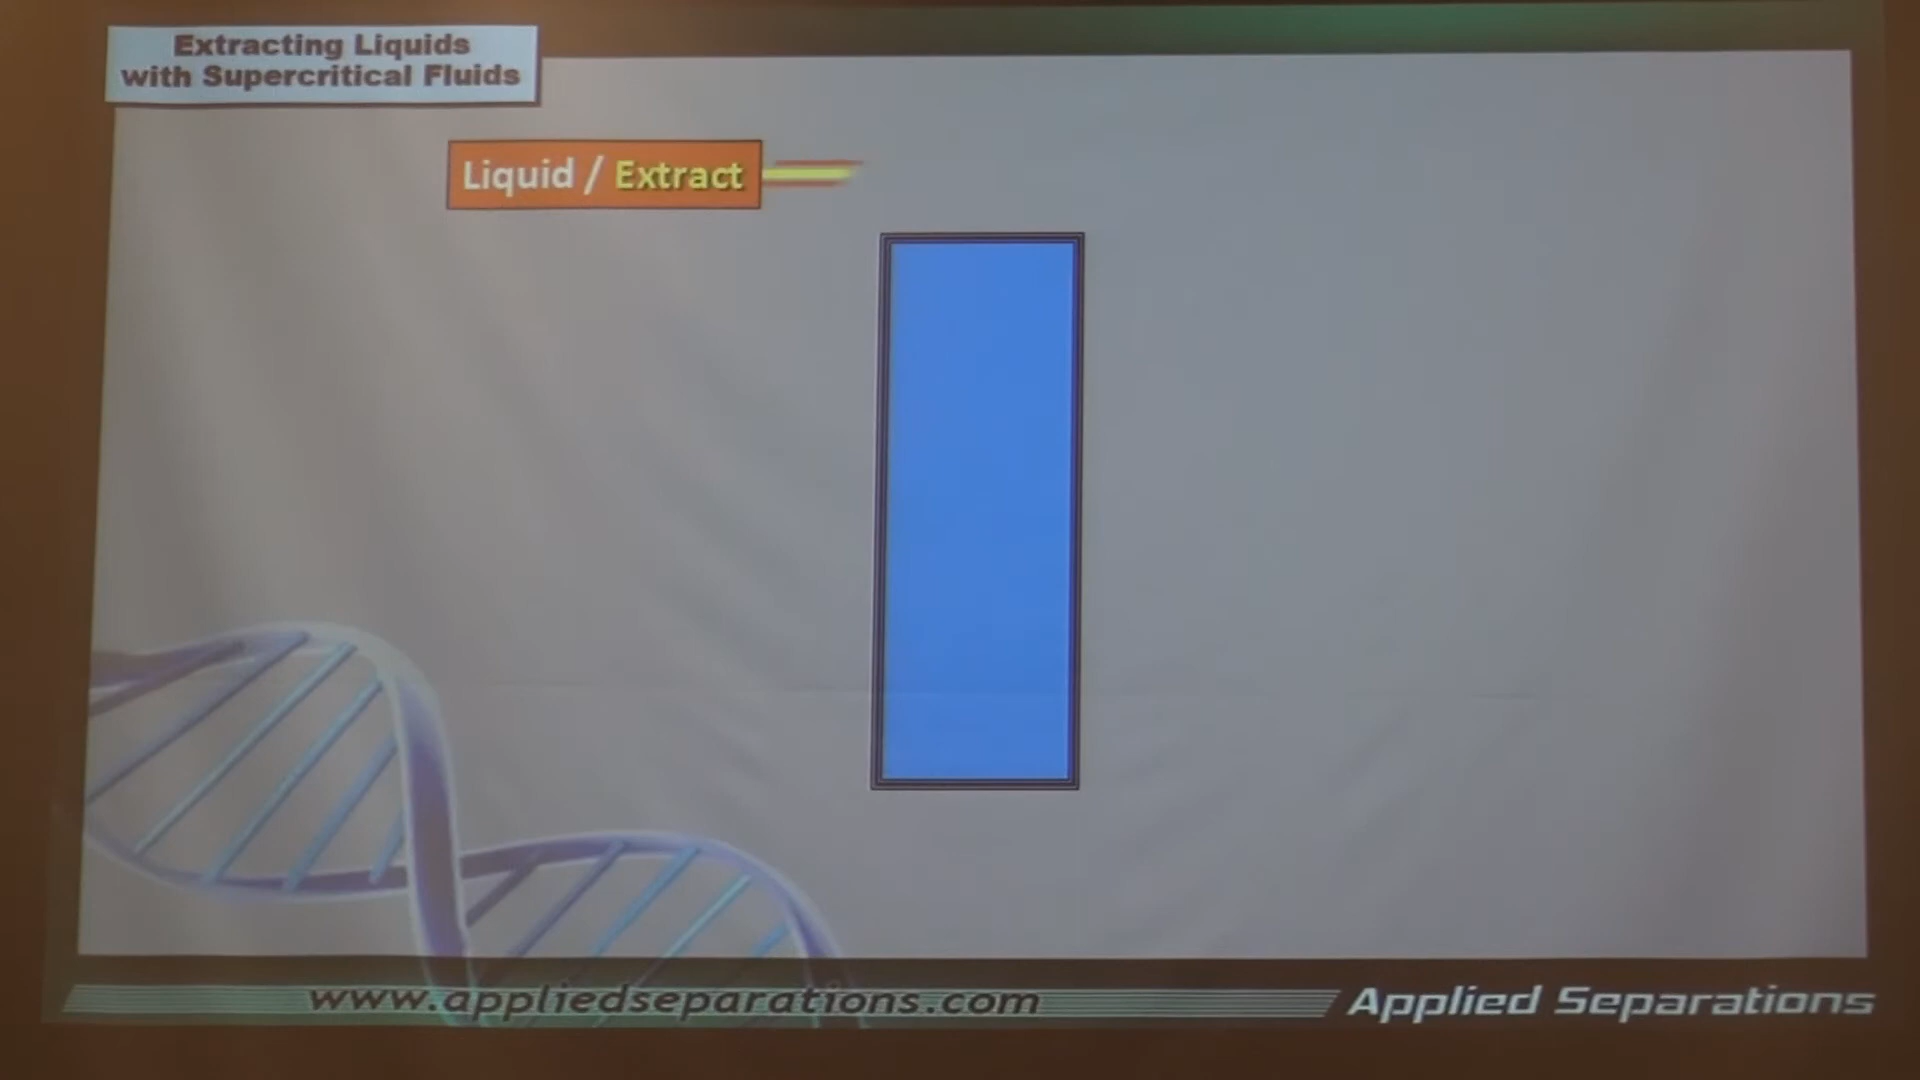 Extracting Liquids
with Supercritical Fluids
Liquid / Extract
www.appliedseparations.com
Applied Separations